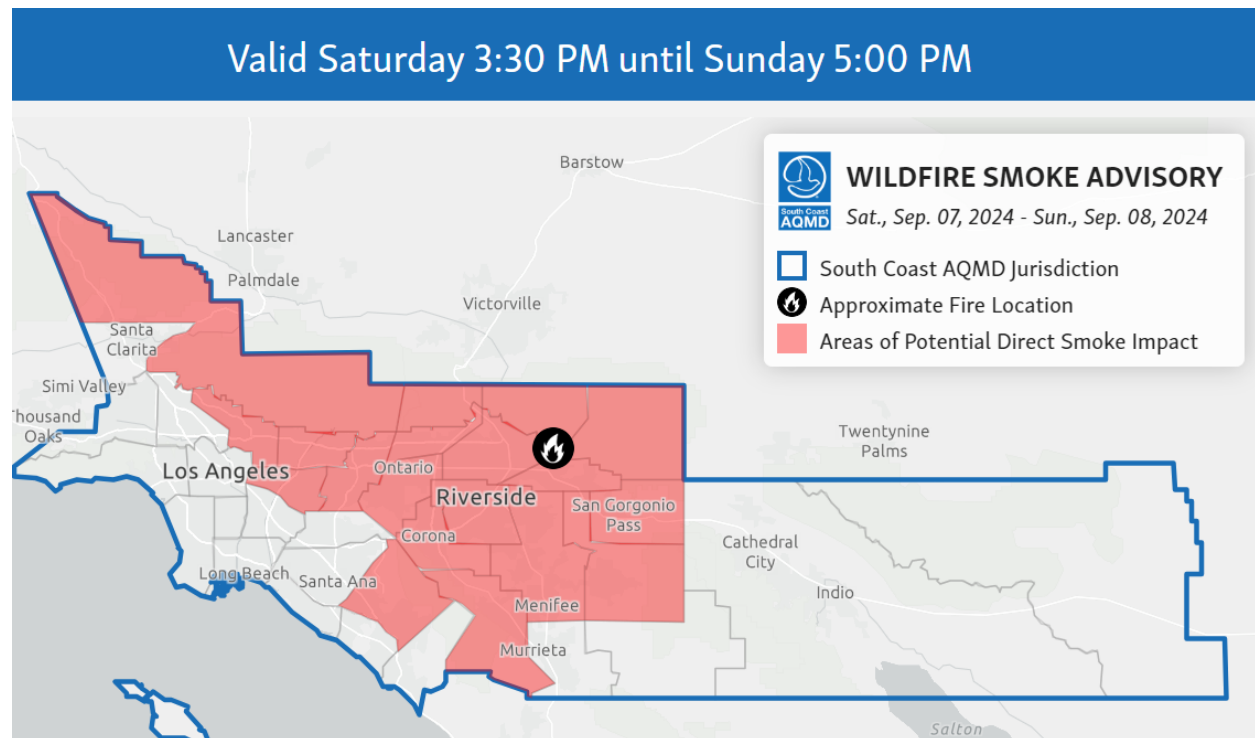 Valid Saturday 3:30 PM until Sunday 5:00 PM
WILDFIRE SMOKE ADVISORY
South Coast
AQMD
Sat., Sep. 07, 2024 - Sun., Sep. 08, 2024
South Coast AQMD Jurisdiction
Approximate Fire Location
Areas of Potential Direct Smoke Impact
Barstow
Lancaster
Palmdale
Victorville
Santa
Clarita
Simi Valley
Thousand
Oaks
Twentynine
Palms
Los Angeles
Ontario
Riverside
San Gorgonio
Pass
Corona
Cathedral
City
Long Beach
Santa Ana
Indio
Menifee
Murrieta
Salton